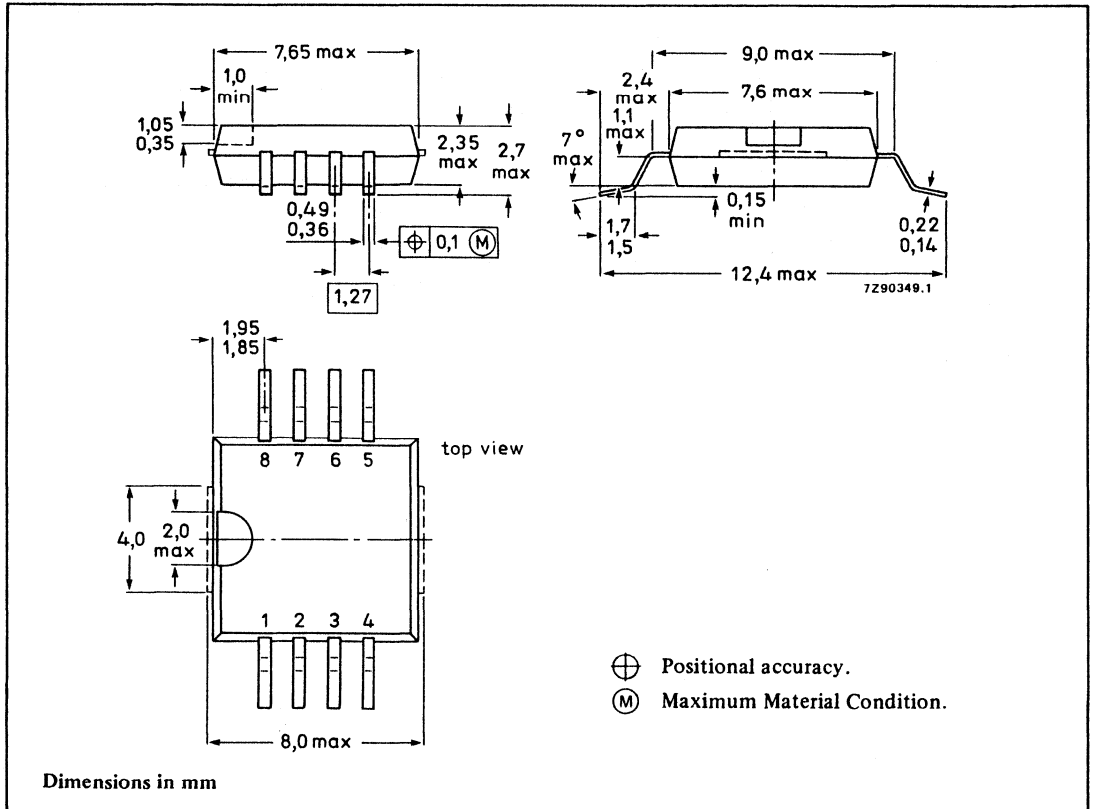 7,65 max
1,0
min
1,05
0,35
2,35
max
2,7
max
0,49
0,36
⌖ 0,1 Ⓜ
1,27
9,0 max
2,4
max
7,6 max
1,1
max
7°
max
0,15
min
1,7
1,5
0,22
0,14
12,4 max
7Z90349.1
1,95
1,85
8 7 6 5
top view
4,0
2,0
max
1 2 3 4
8,0 max
⌖ Positional accuracy.
Ⓜ Maximum Material Condition.
Dimensions in mm